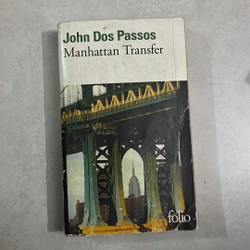 John Dos Passos
Manhattan Transfer
folio